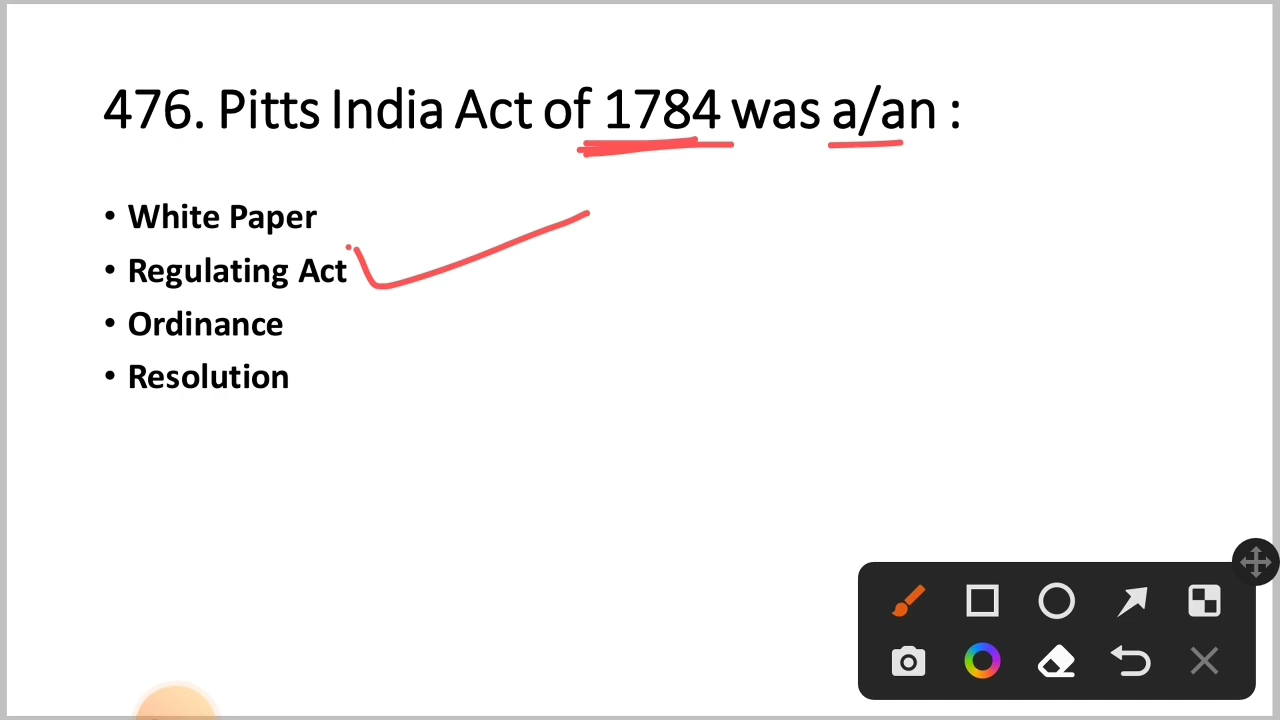 476. Pitts India Act of 1784 was a/an :
• White Paper
• Regulating Act
• Ordinance
• Resolution